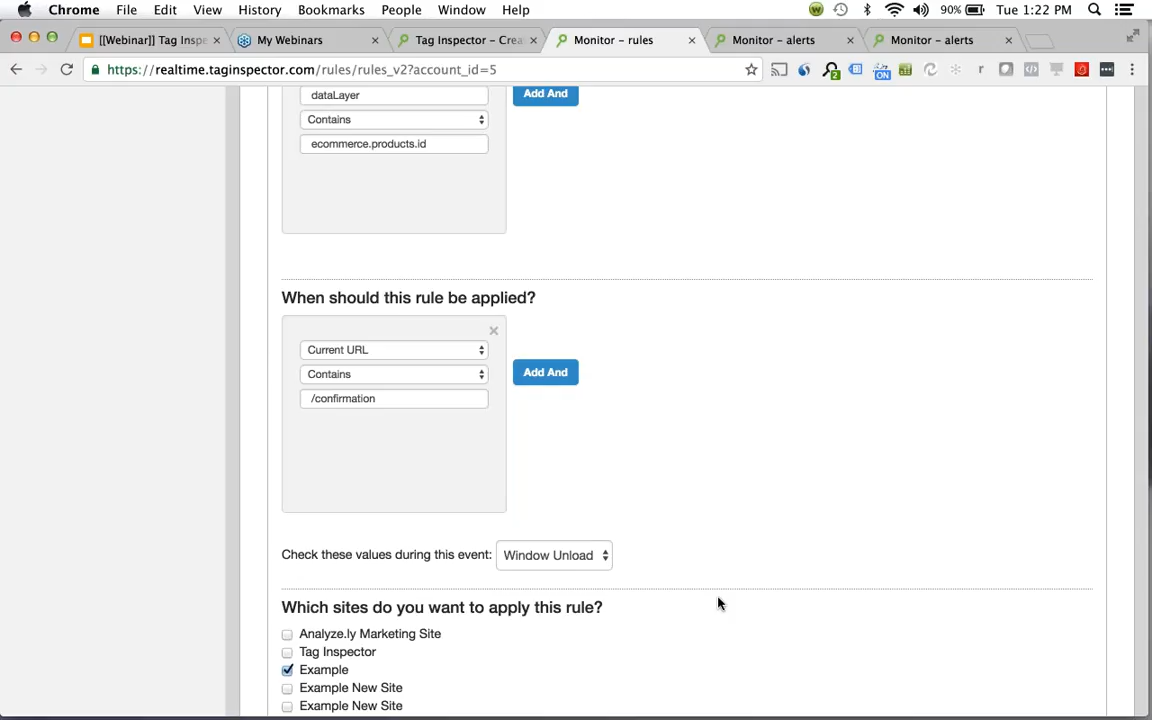 Chrome File Edit View History Bookmarks People Window Help 90% Tue 1:22 PM
[[Webinar]] Tag Inspe × My Webinars × Tag Inspector – Crea × Monitor – rules × Monitor – alerts × Monitor – alerts ×
https://realtime.taginspector.com/rules/rules_v2?account_id=5 2 ON r
dataLayer Add And
Contains
ecommerce.products.id
When should this rule be applied?
×
Current URL
Contains Add And
/confirmation
Check these values during this event: Window Unload
Which sites do you want to apply this rule?
Analyze.ly Marketing Site
Tag Inspector
Example
Example New Site
Example New Site